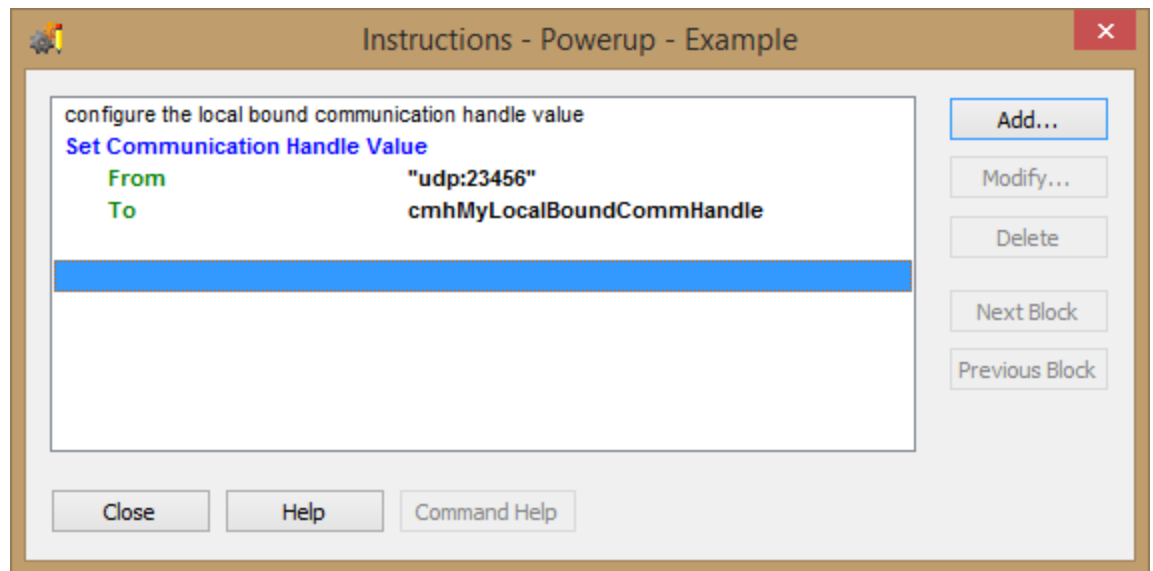 Instructions - Powerup - Example
configure the local bound communication handle value
Set Communication Handle Value
From "udp:23456"
To cmhMyLocalBoundCommHandle
Add...
Modify...
Delete
Next Block
Previous Block
Close Help Command Help